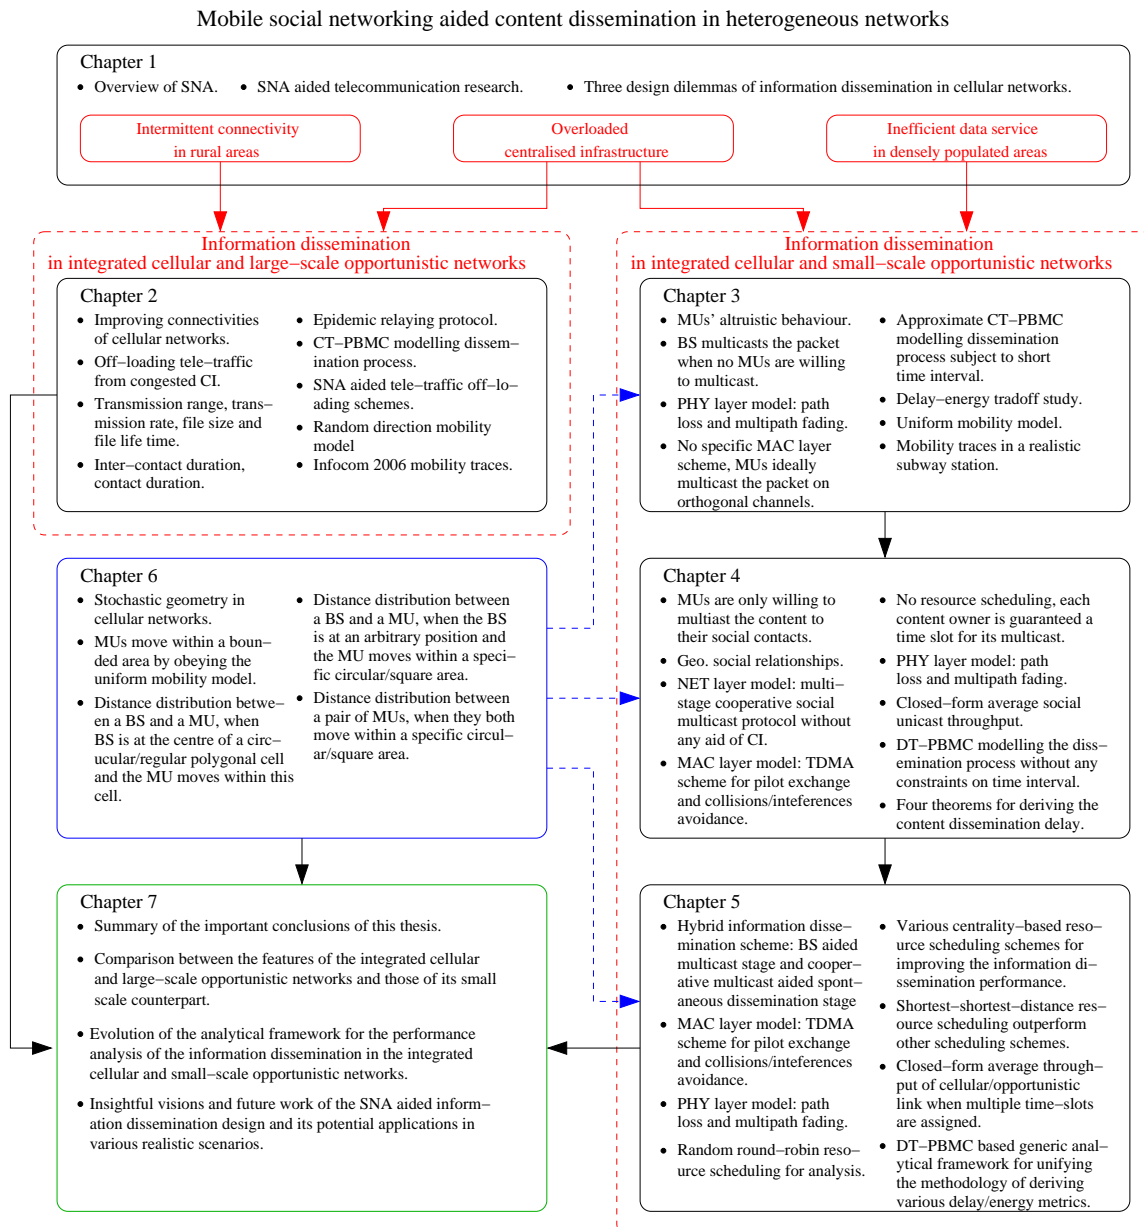 Mobile social networking aided content dissemination in heterogeneous networks
Chapter 1
• Overview of SNA. • SNA aided telecommunication research. • Three design dilemmas of information dissemination in cellular networks.
Intermittent connectivity
in rural areas
Overloaded
centralised infrastructure
Inefficient data service
in densely populated areas
Information dissemination
in integrated cellular and large−scale opportunistic networks
Information dissemination
in integrated cellular and small−scale opportunistic networks
Chapter 2
• Improving connectivities
of cellular networks.
• Off−loading tele−traffic
from congested CI.
• Transmission range, trans−
mission rate, file size and
file life time.
• Inter−contact duration,
contact duration.
• Epidemic relaying protocol.
• CT−PBMC modelling dissem−
ination process.
• SNA aided tele−traffic off−lo−
ading schemes.
• Random direction mobility
model
• Infocom 2006 mobility traces.
Chapter 3
• MUs' altruistic behaviour.
• BS multicasts the packet
when no MUs are willing
to multicast.
• PHY layer model: path
loss and multipath fading.
• No specific MAC layer
scheme, MUs ideally
multicast the packet on
orthogonal channels.
• Approximate CT−PBMC
modelling dissemination
process subject to short
time interval.
• Delay−energy tradoff study.
• Uniform mobility model.
• Mobility traces in a realistic
subway station.
Chapter 6
• Stochastic geometry in
cellular networks.
• MUs move within a boun−
ded area by obeying the
uniform mobility model.
• Distance distribution betwe−
en a BS and a MU, when
BS is at the centre of a circ−
ucular/regular polygonal cell
and the MU moves within this
cell.
• Distance distribution between
a BS and a MU, when the BS
is at an arbitrary position and
the MU moves within a speci−
fic circular/square area.
• Distance distribution between
a pair of MUs, when they both
move within a specific circul−
ar/square area.
Chapter 4
• MUs are only willing to
multiast the content to
their social contacts.
• Geo. social relationships.
• NET layer model: multi−
stage cooperative social
multicast protocol without
any aid of CI.
• MAC layer model: TDMA
scheme for pilot exchange
and collisions/inteferences
avoidance.
• No resource scheduling, each
content owner is guaranteed a
time slot for its multicast.
• PHY layer model: path
loss and multipath fading.
• Closed−form average social
unicast throughput.
• DT−PBMC modelling the diss−
emination process without any
constraints on time interval.
• Four theorems for deriving the
content dissemination delay.
Chapter 7
• Summary of the important conclusions of this thesis.
• Comparison between the features of the integrated cellular
and large−scale opportunistic networks and those of its small
scale counterpart.
• Evolution of the analytical framework for the performance
analysis of the information dissemination in the integrated
cellular and small−scale opportunistic networks.
• Insightful visions and future work of the SNA aided inform−
ation dissemination design and its potential applications in
various realistic scenarios.
Chapter 5
• Hybrid information disse−
mination scheme: BS aided
multicast stage and cooper−
ative multicast aided spont−
aneous dissemination stage
• MAC layer model: TDMA
scheme for pilot exchange
and collisions/inteferences
avoidance.
• PHY layer model: path
loss and multipath fading.
• Random round−robin reso−
urce scheduling for analysis.
• Various centrality−based reso−
urce scheduling schemes for
improving the information di−
ssemination performance.
• Shortest−shortest−distance res−
ource scheduling outperform
other scheduling schemes.
• Closed−form average through−
put of cellular/opportunistic
link when multiple time−slots
are assigned.
• DT−PBMC based generic anal−
ytical framework for unifying
the methodology of deriving
various delay/energy metrics.